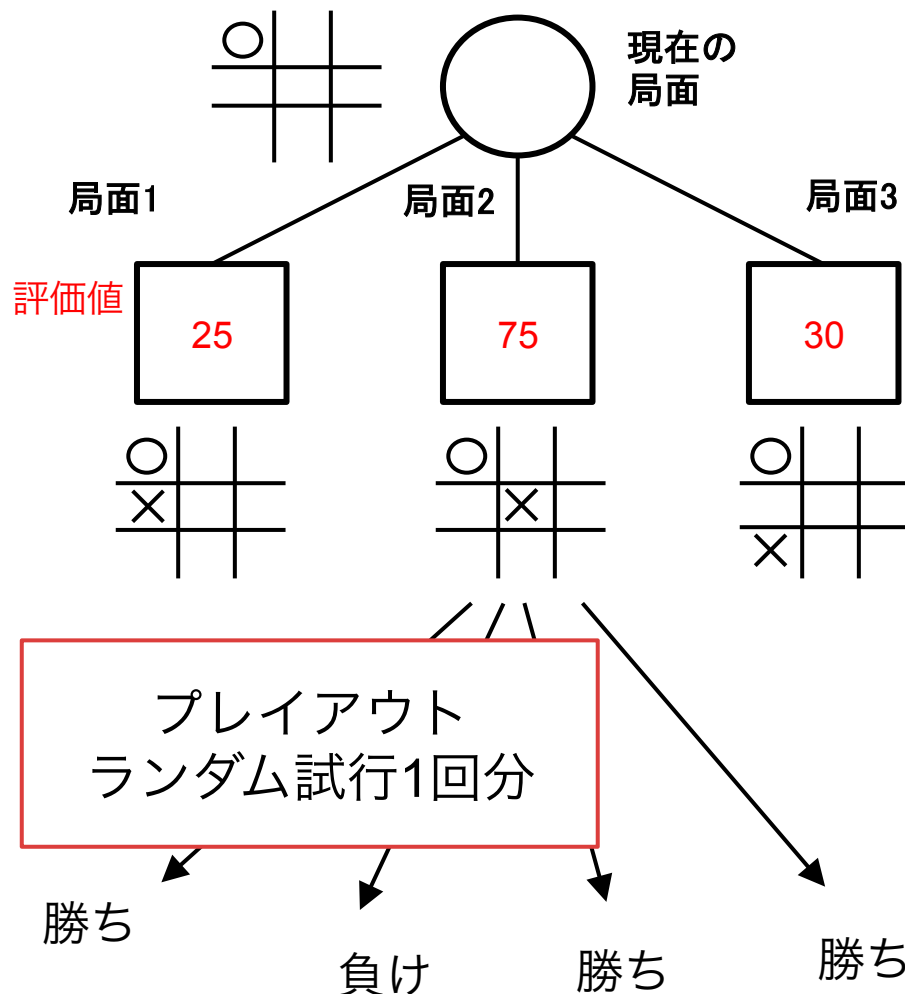 現在の
局面
局面1
局面2
局面3
評価値
25
75
30
プレイアウト
ランダム試行1回分
勝ち
負け
勝ち
勝ち